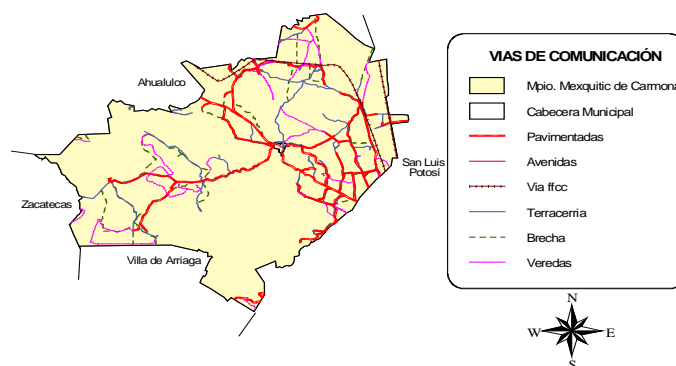 Ahualulco
San Luis
Potosí
Zacatecas
Villa de Arriaga
VIAS DE COMUNICACIÓN
Mpio. Mexquitic de Carmona
Cabecera Municipal
Pavimentadas
Avenidas
Via ffcc
Terracerria
Brecha
Veredas
N
W E
S